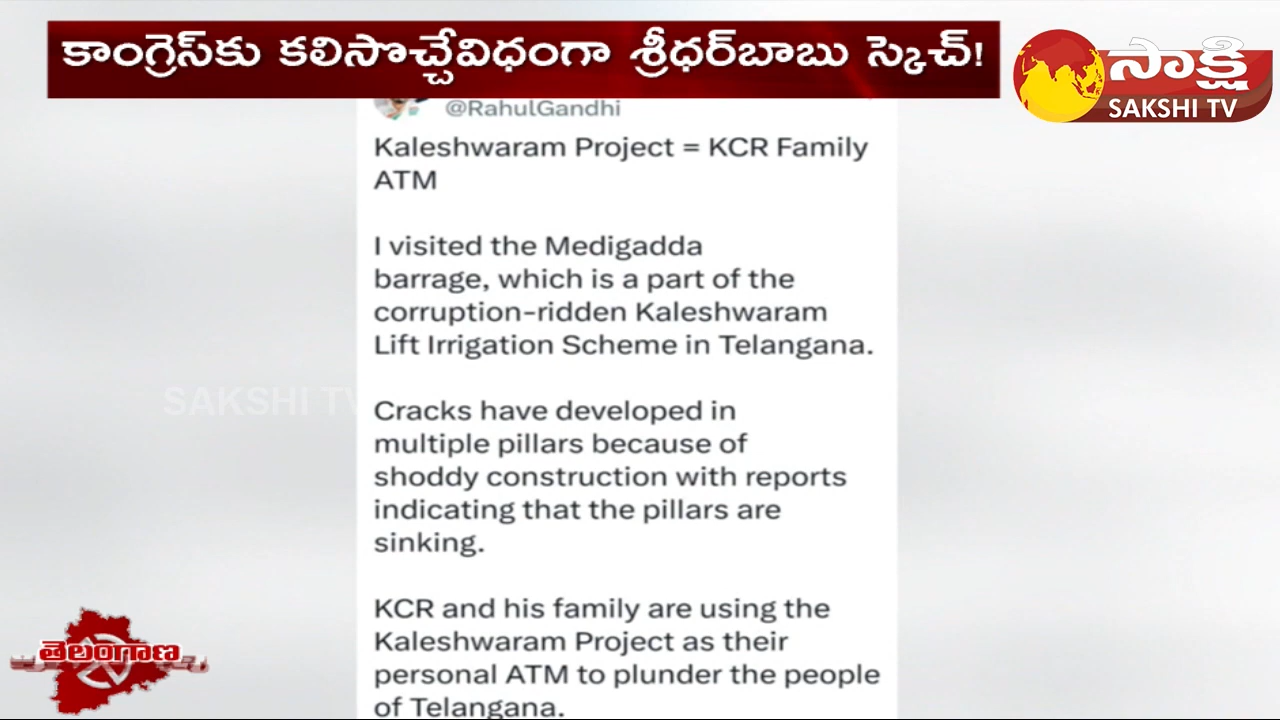 కాంగ్రెస్‌కు కలిసొచ్చేవిధంగా శ్రీధర్‌బాబు స్కెచ్!
సాక్షి
SAKSHI TV
@RahulGandhi
Kaleshwaram Project = KCR Family
ATM
I visited the Medigadda
barrage, which is a part of the
corruption-ridden Kaleshwaram
Lift Irrigation Scheme in Telangana.
SAKSHI TV
Cracks have developed in
multiple pillars because of
shoddy construction with reports
indicating that the pillars are
sinking.
KCR and his family are using the
Kaleshwaram Project as their
personal ATM to plunder the people
of Telangana.
తెలంగాణ